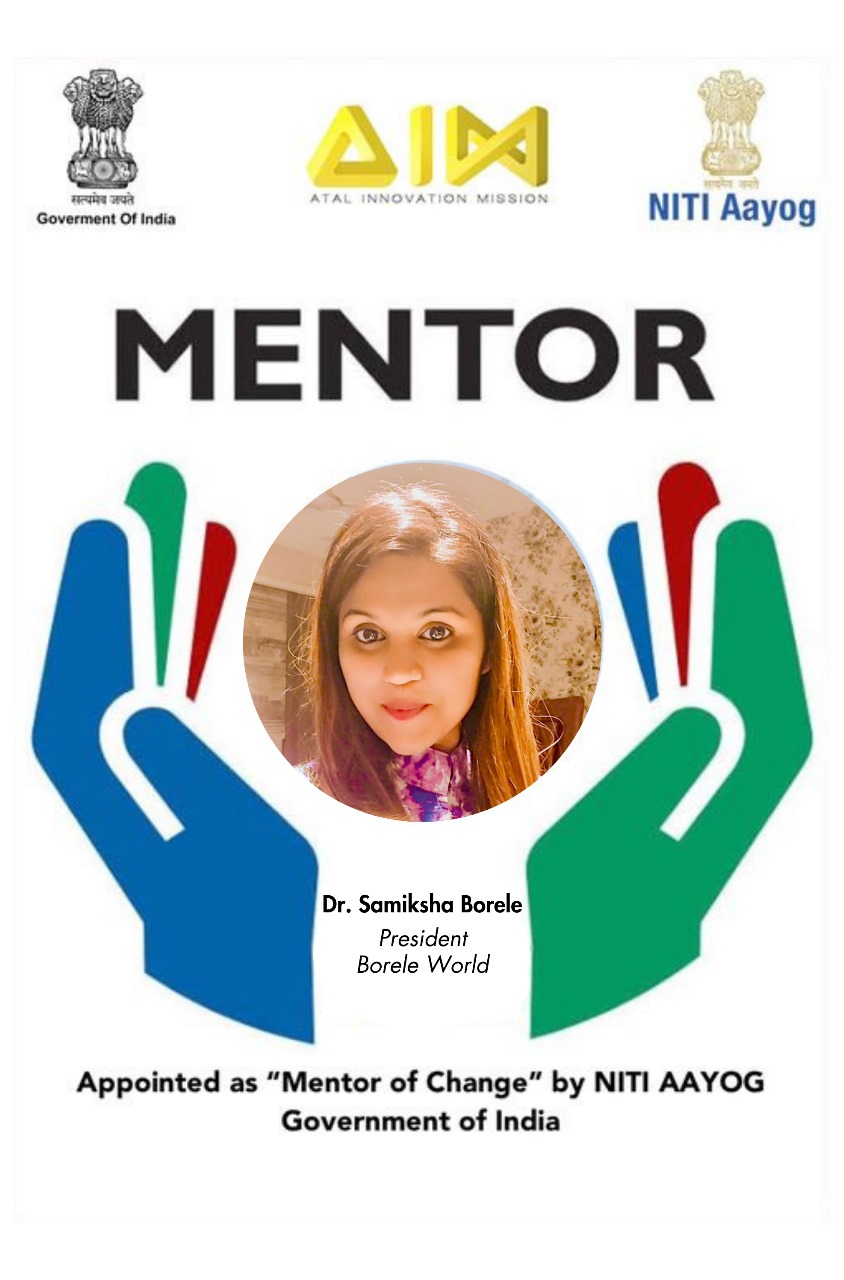 सत्यमेव जयते
Goverment Of India
AIM
ATAL INNOVATION MISSION
सत्यमेव जयते
NITI Aayog
MENTOR
Dr. Samiksha Borele
President
Borele World
Appointed as “Mentor of Change” by NITI AAYOG
Government of India